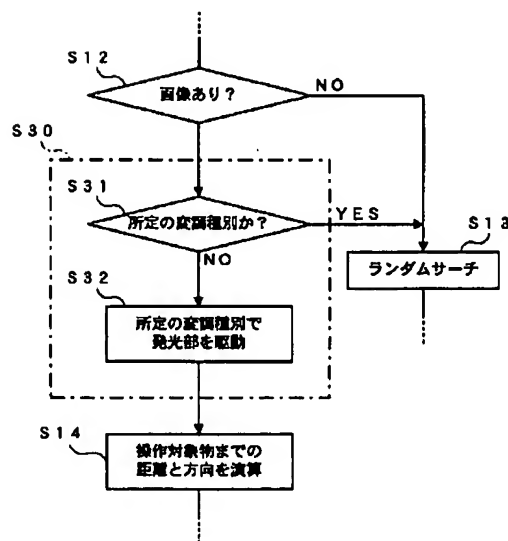 S12
画像あり?
NO
S30
S31
所定の変調種別か?
YES
S13
NO
ランダムサーチ
S32
所定の変調種別で
発光部を駆動
S14
操作対象物までの
距離と方向を演算